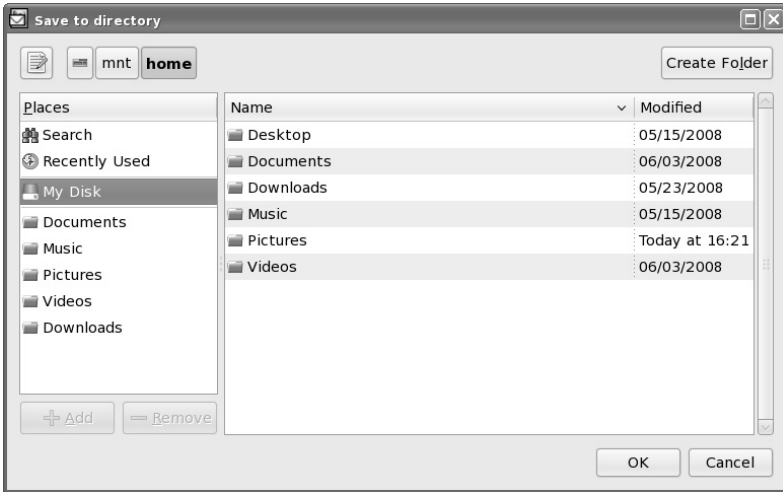 Save to directory
mnt home Create Folder
Places
Search
Recently Used
My Disk
Documents
Music
Pictures
Videos
Downloads
Add Remove
Name Modified
Desktop 05/15/2008
Documents 06/03/2008
Downloads 05/23/2008
Music 05/15/2008
Pictures Today at 16:21
Videos 06/03/2008
OK Cancel